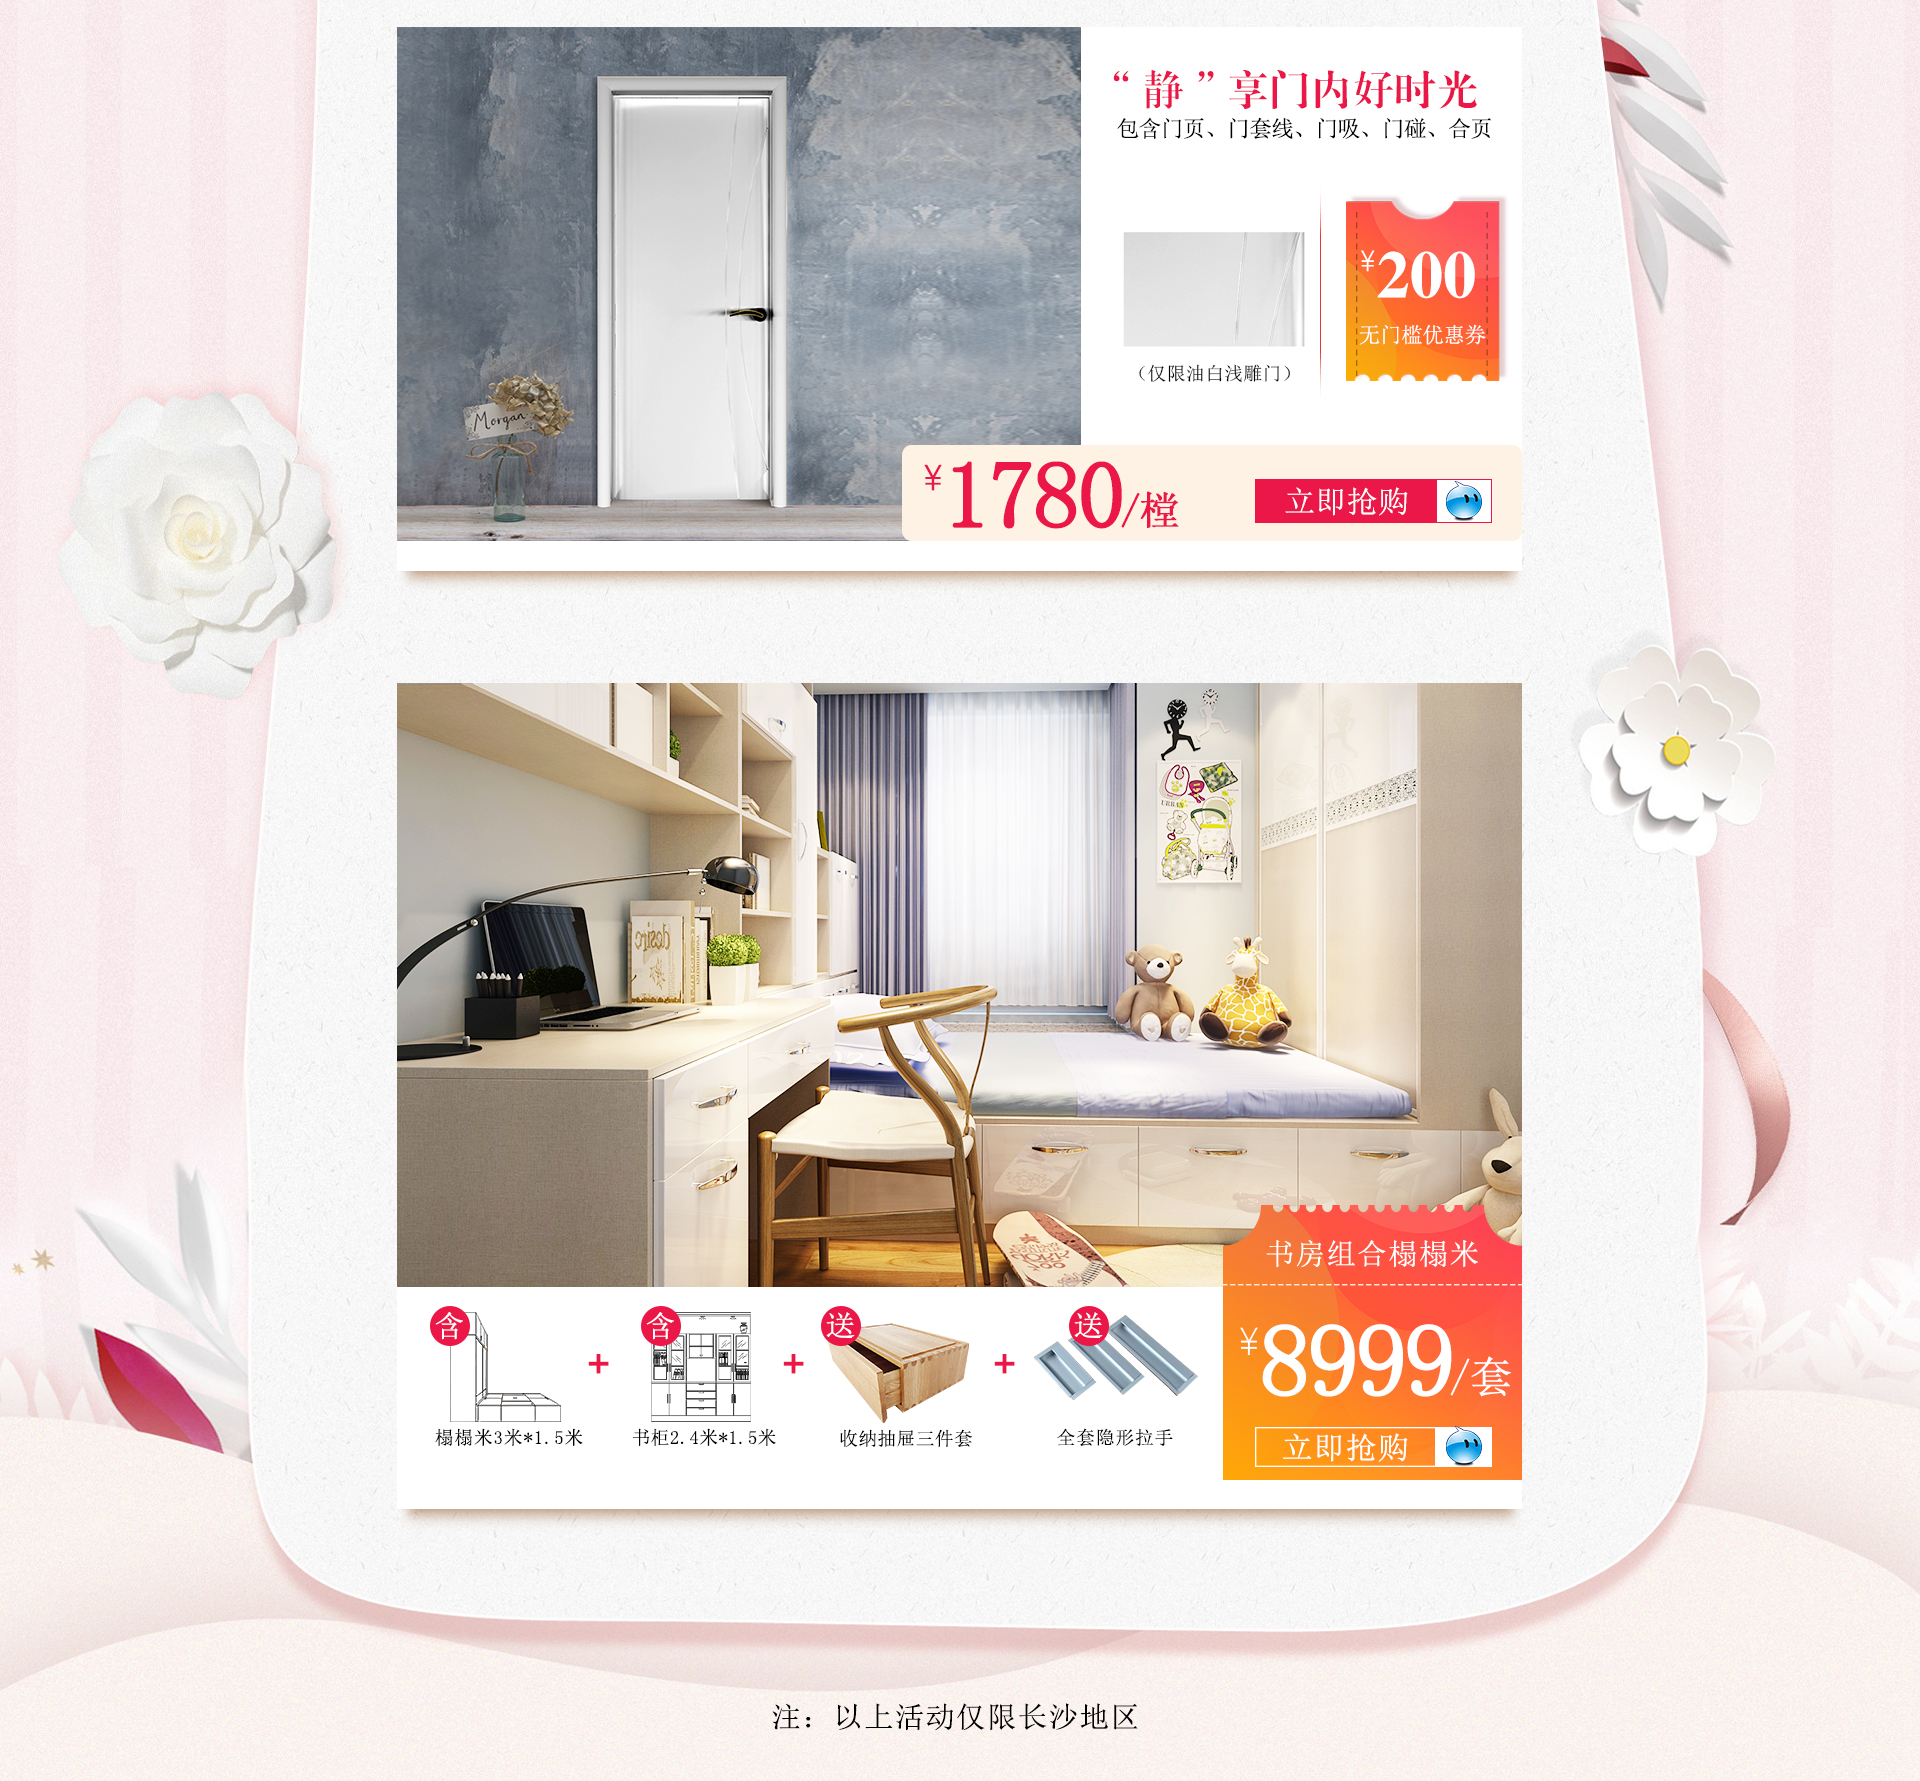 “静”享门内好时光
包含门页、门套线、门吸、门碰、合页
¥200
无门槛优惠券
（仅限油白浅雕门）
Morgan
¥1780/樘
立即抢购
URBAN
desire
书房组合榻榻米
¥8999/套
立即抢购
含
含
送
送
榻榻米3米*1.5米
书柜2.4米*1.5米
收纳抽屉三件套
全套隐形拉手
注：以上活动仅限长沙地区